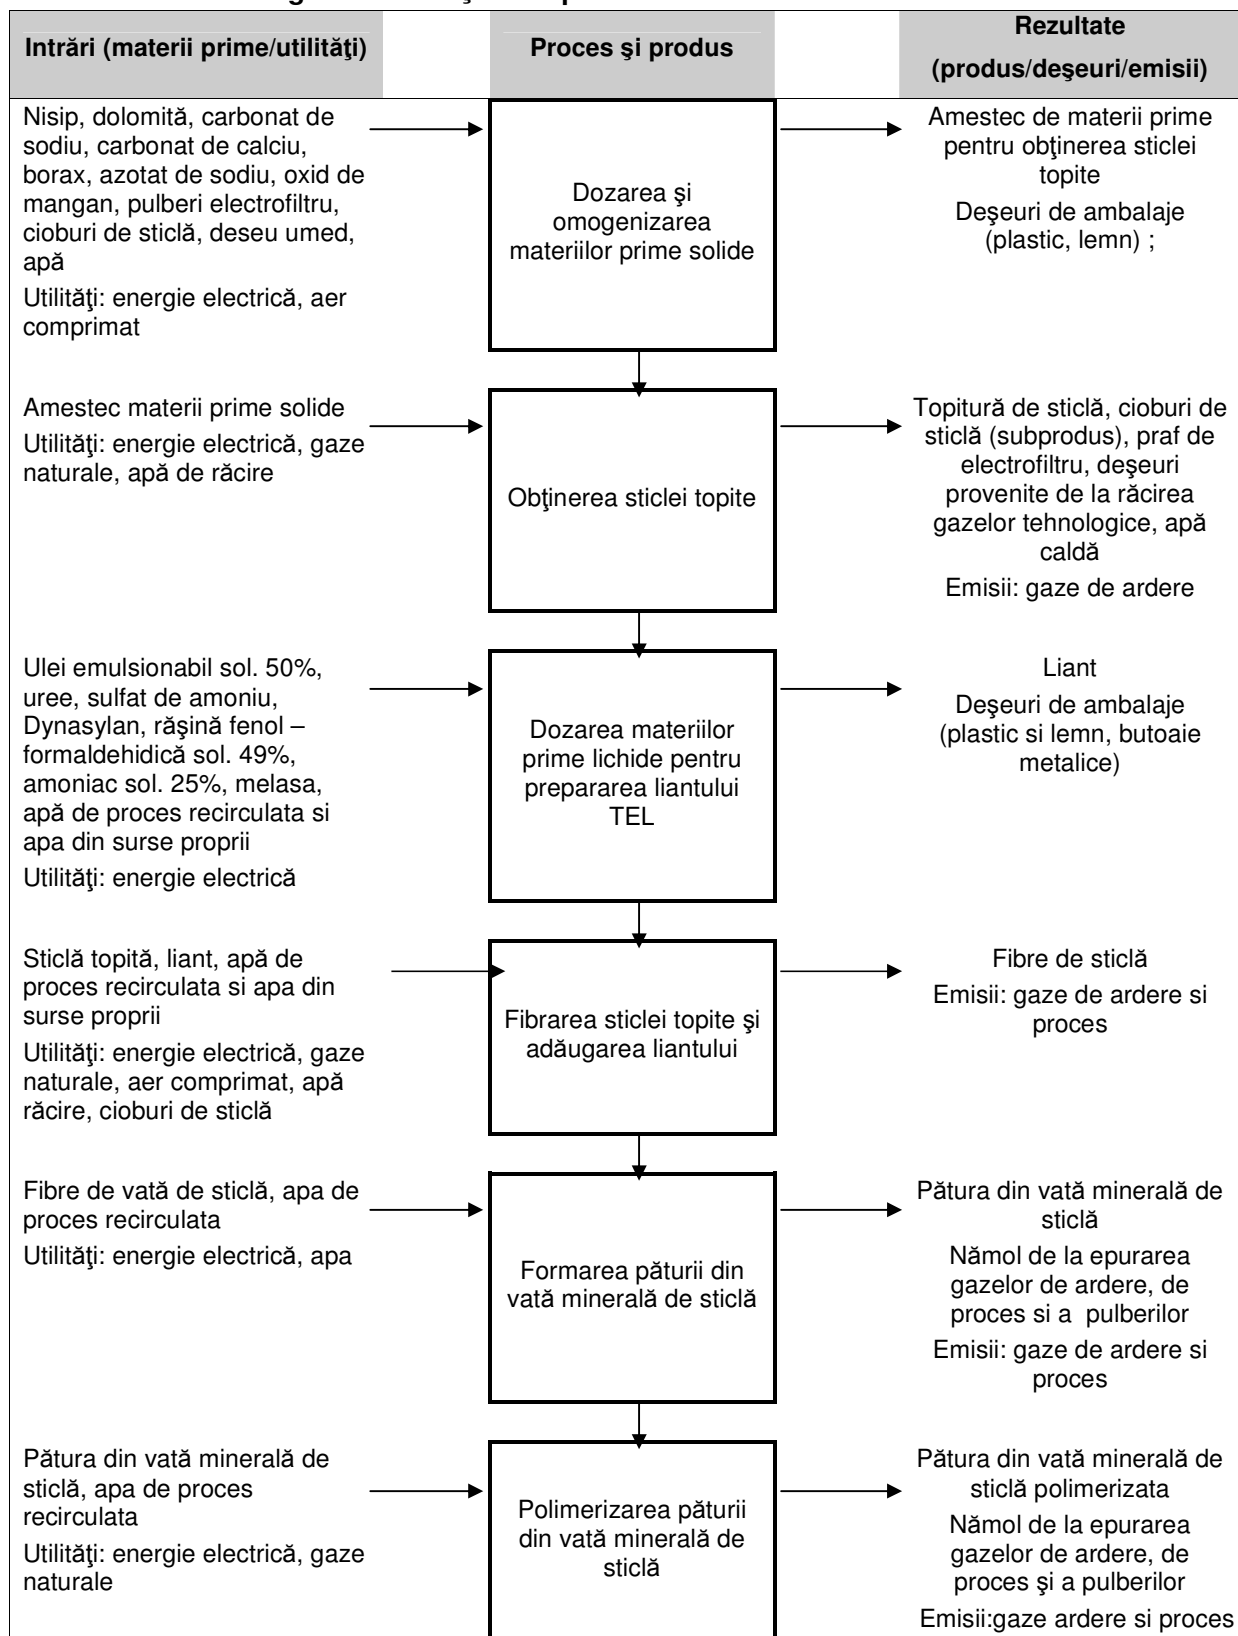 Intrări (materii prime/utilităţi)
Proces şi produs
Rezultate
(produs/deşeuri/emisii)
Nisip, dolomită, carbonat de
sodiu, carbonat de calciu,
borax, azotat de sodiu, oxid de
mangan, pulberi electrofiltru,
cioburi de sticlă, deseu umed,
apă
Utilităţi: energie electrică, aer
comprimat
Dozarea şi
omogenizarea
materiilor prime solide
Amestec de materii prime
pentru obţinerea sticlei
topite
Deşeuri de ambalaje
(plastic, lemn) ;
Amestec materii prime solide
Utilităţi: energie electrică, gaze
naturale, apă de răcire
Obţinerea sticlei topite
Topitură de sticlă, cioburi de
sticlă (subprodus), praf de
electrofiltru, deşeuri
provenite de la răcirea
gazelor tehnologice, apă
caldă
Emisii: gaze de ardere
Ulei emulsionabil sol. 50%,
uree, sulfat de amoniu,
Dynasylan, răşină fenol –
formaldehidică sol. 49%,
amoniac sol. 25%, melasa,
apă de proces recirculata si
apa din surse proprii
Utilităţi: energie electrică
Dozarea materiilor
prime lichide pentru
prepararea liantului
TEL
Liant
Deşeuri de ambalaje
(plastic si lemn, butoaie
metalice)
Sticlă topită, liant, apă de
proces recirculata si apa din
surse proprii
Utilităţi: energie electrică, gaze
naturale, aer comprimat, apă
răcire, cioburi de sticlă
Fibrarea sticlei topite şi
adăugarea liantului
Fibre de sticlă
Emisii: gaze de ardere si
proces
Fibre de vată de sticlă, apa de
proces recirculata
Utilităţi: energie electrică, apa
Formarea păturii din
vată minerală de sticlă
Pătura din vată minerală de
sticlă
Nămol de la epurarea
gazelor de ardere, de
proces si a pulberilor
Emisii: gaze de ardere si
proces
Pătura din vată minerală de
sticlă, apa de proces
recirculata
Utilităţi: energie electrică, gaze
naturale
Polimerizarea păturii
din vată minerală de
sticlă
Pătura din vată minerală de
sticlă polimerizata
Nămol de la epurarea
gazelor de ardere, de
proces şi a pulberilor
Emisii:gaze ardere si proces